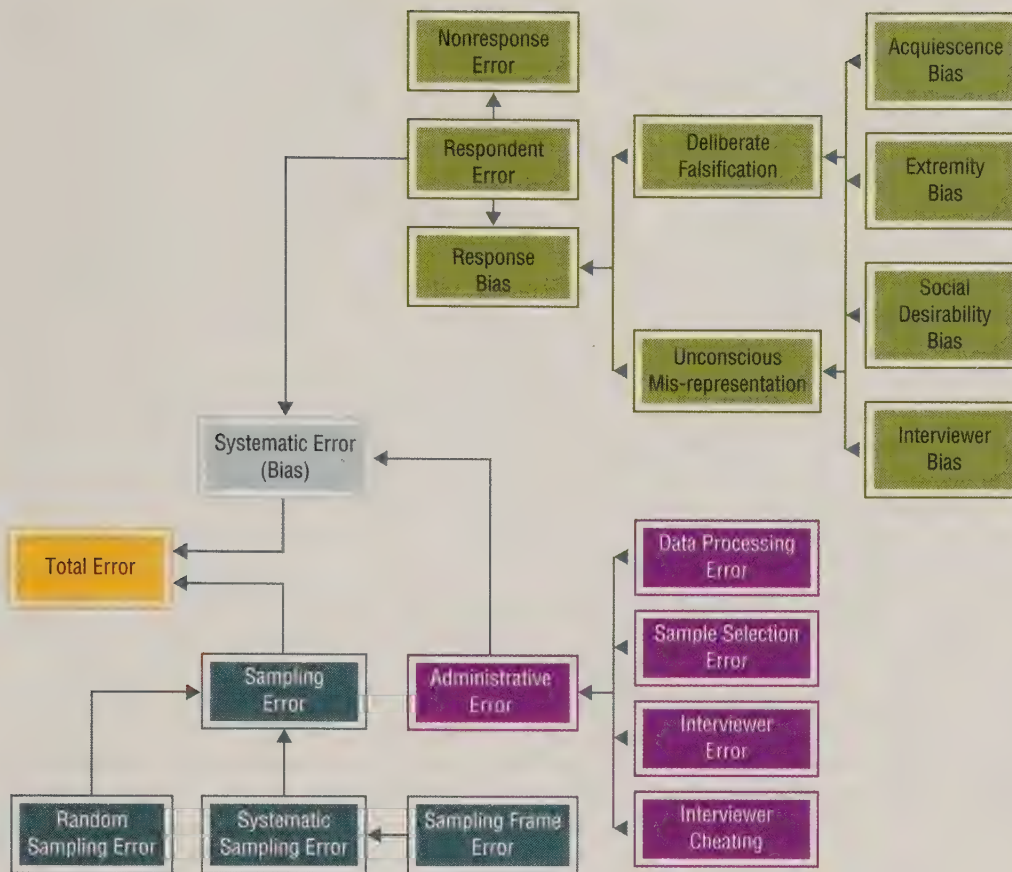 Nonresponse
Error
Respondent
Error
Response
Bias
Deliberate
Falsification
Unconscious
Mis-representation
Acquiescence
Bias
Extremity
Bias
Social
Desirability
Bias
Interviewer
Bias
Systematic Error
(Bias)
Total Error
Sampling
Error
Administrative
Error
Data Processing
Error
Sample Selection
Error
Interviewer
Error
Interviewer
Cheating
Random
Sampling Error
Systematic
Sampling Error
Sampling Frame
Error